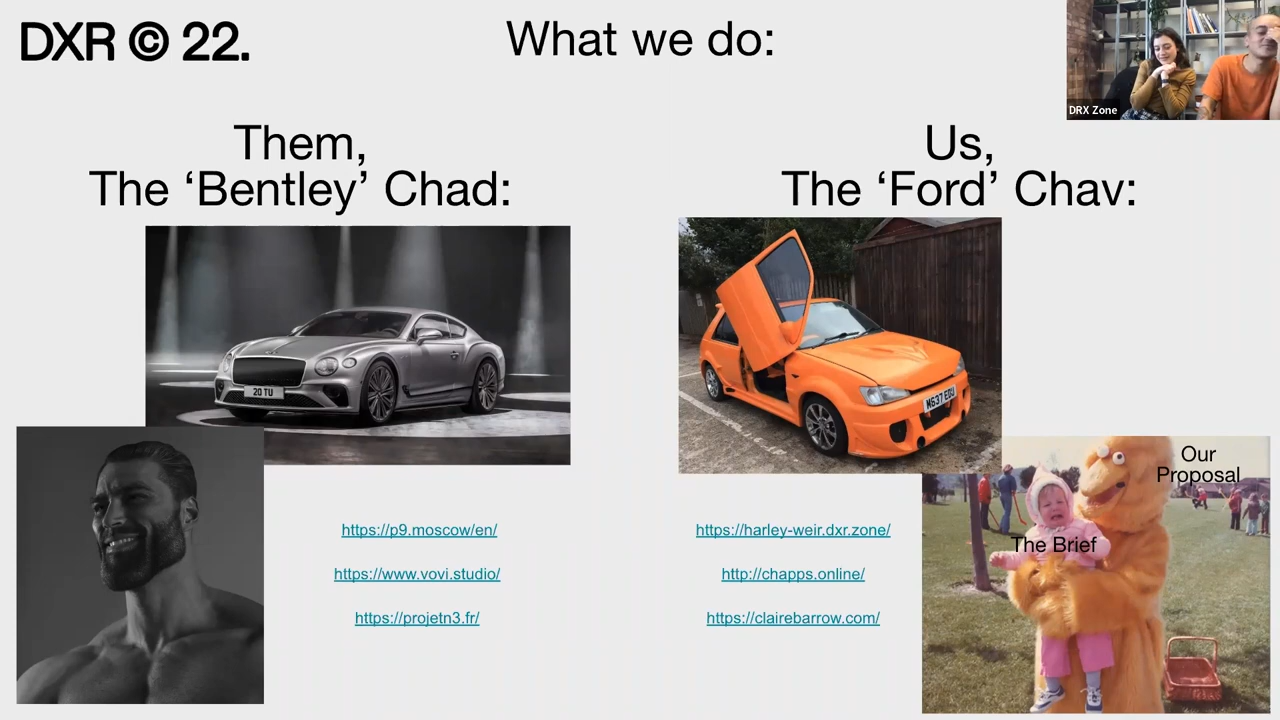 DXR © 22.
What we do:
DRX Zone
Them,
The ‘Bentley’ Chad:
Us,
The ‘Ford’ Chav:
20 TU
M637 EDU
https://p9.moscow/en/
https://www.vovi.studio/
https://projetn3.fr/
https://harley-weir.dxr.zone/
http://chapps.online/
https://clairebarrow.com/
Our
Proposal
The Brief